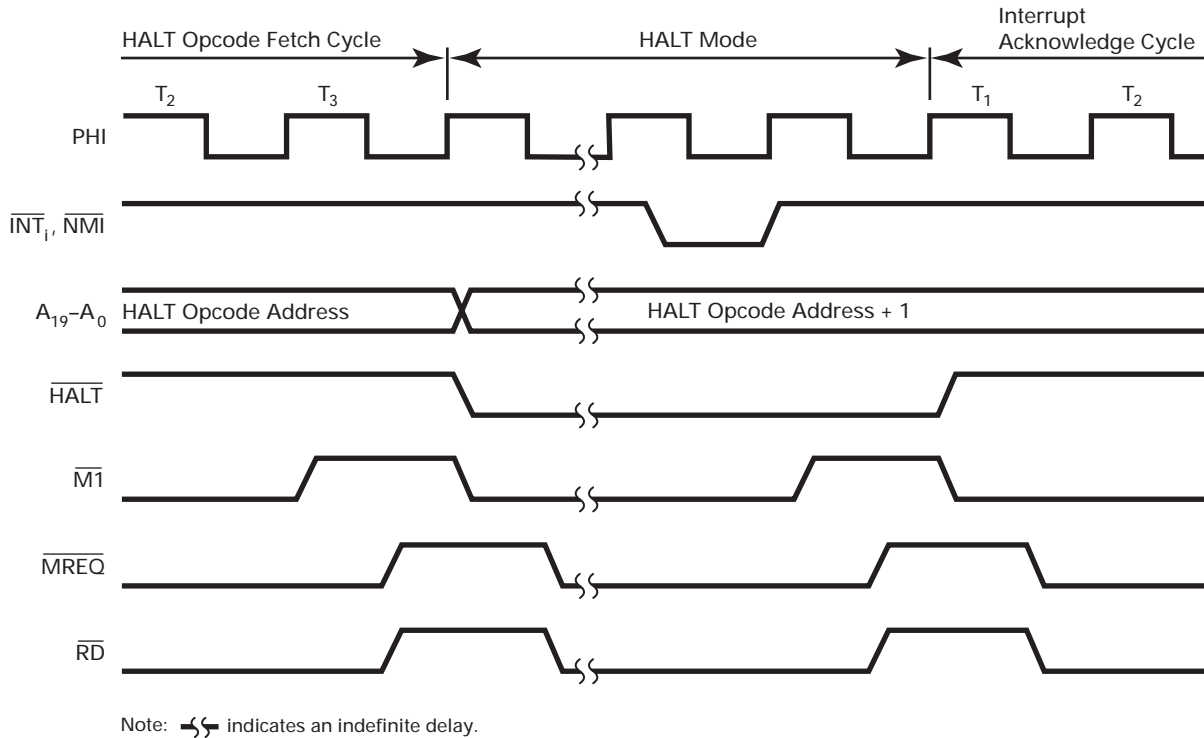 HALT Opcode Fetch Cycle
HALT Mode
Interrupt
Acknowledge Cycle
T2
T3
T1
T2
PHI
INTi, NMI
A19–A0
HALT Opcode Address
HALT Opcode Address + 1
HALT
M1
MREQ
RD
Note: indicates an indefinite delay.